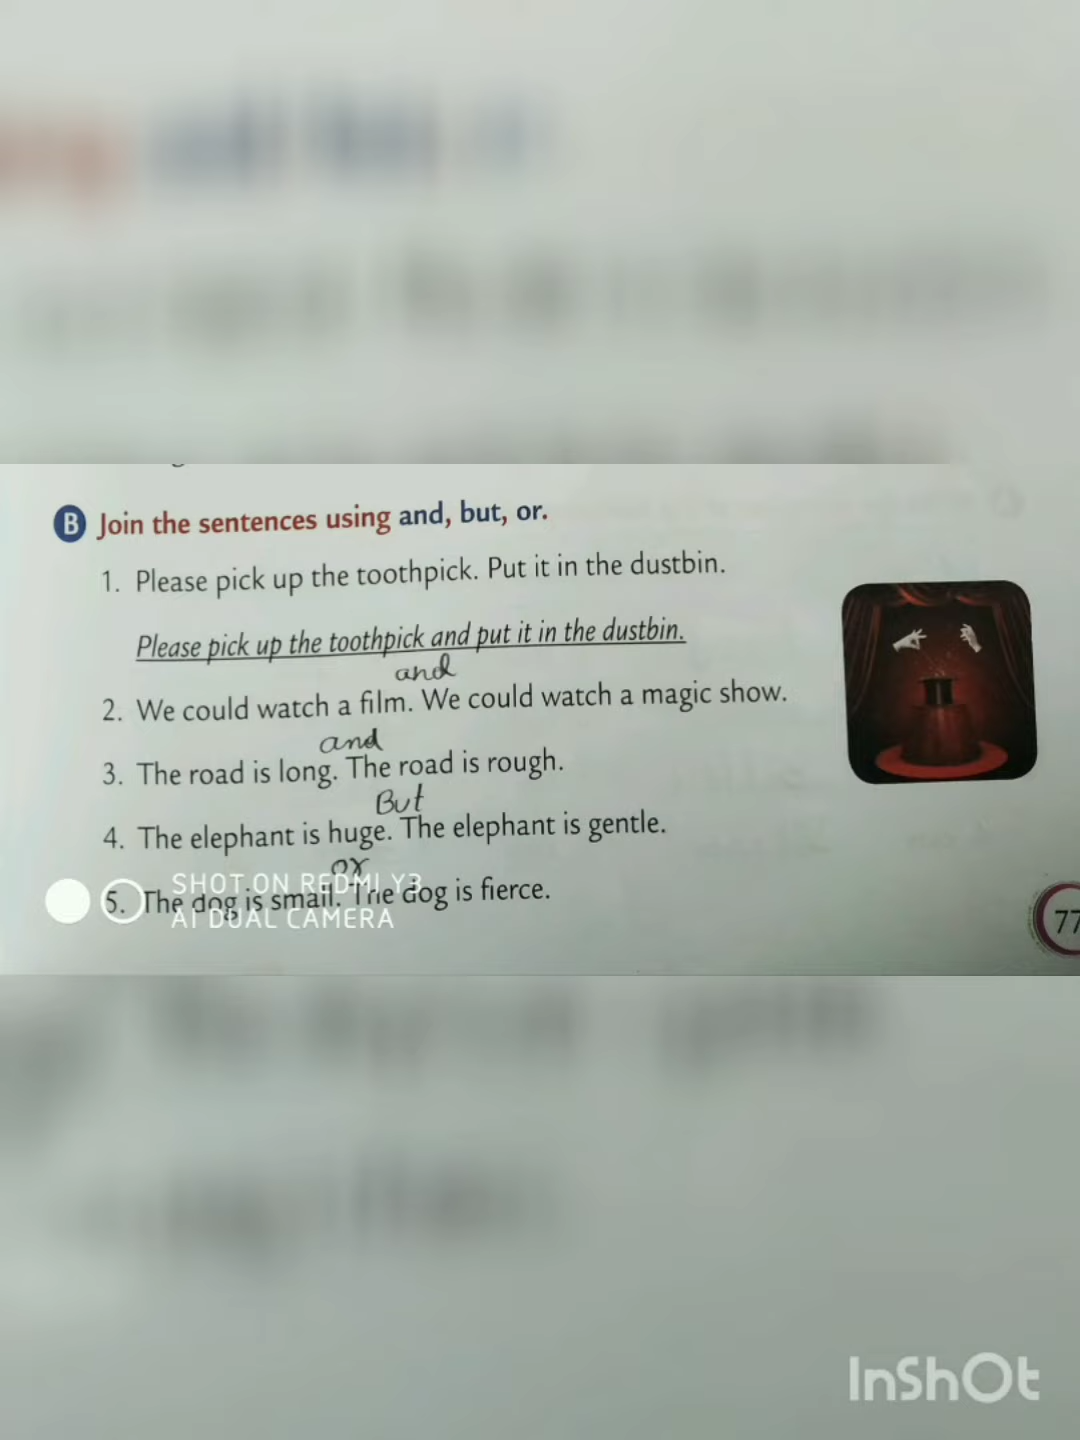 B Join the sentences using and, but, or.
1. Please pick up the toothpick. Put it in the dustbin.
Please pick up the toothpick and put it in the dustbin.
and
2. We could watch a film. We could watch a magic show.
and
3. The road is long. The road is rough.
But
4. The elephant is huge. The elephant is gentle.
or
5. The dog is small. The dog is fierce.
SHOT ON REDMI Y3
AI DUAL CAMERA
77
InShOt